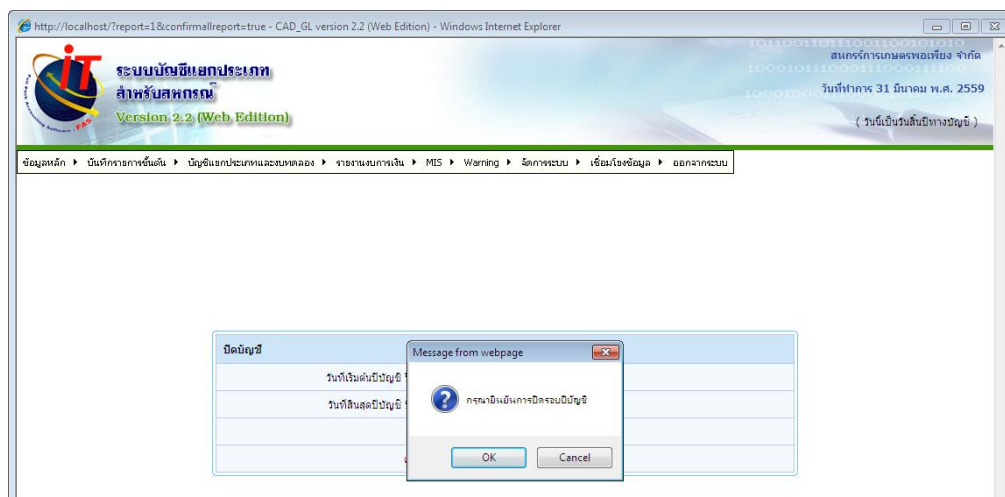 http://localhost/?report=1&confirmallreport=true - CAD_GL version 2.2 (Web Edition) - Windows Internet Explorer
iT
ระบบบัญชีแยกประเภท
สำหรับสหกรณ์
Version 2.2 (Web Edition)
สหกรณ์การเกษตรพอเพียง จำกัด
วันที่ทำการ 31 มีนาคม พ.ศ. 2559
( วันนี้เป็นวันสิ้นปีทางบัญชี )
ข้อมูลหลัก บันทึกรายการขั้นต้น บัญชีแยกประเภทและงบทดลอง รายงานงบการเงิน MIS Warning จัดการระบบ เชื่อมโยงข้อมูล ออกจากระบบ
ปิดบัญชี
Message from webpage
วันที่เริ่มต้นปีบัญชี
วันที่สิ้นสุดปีบัญชี
กรุณายืนยันการปิดรอบปีบัญชี
OK Cancel